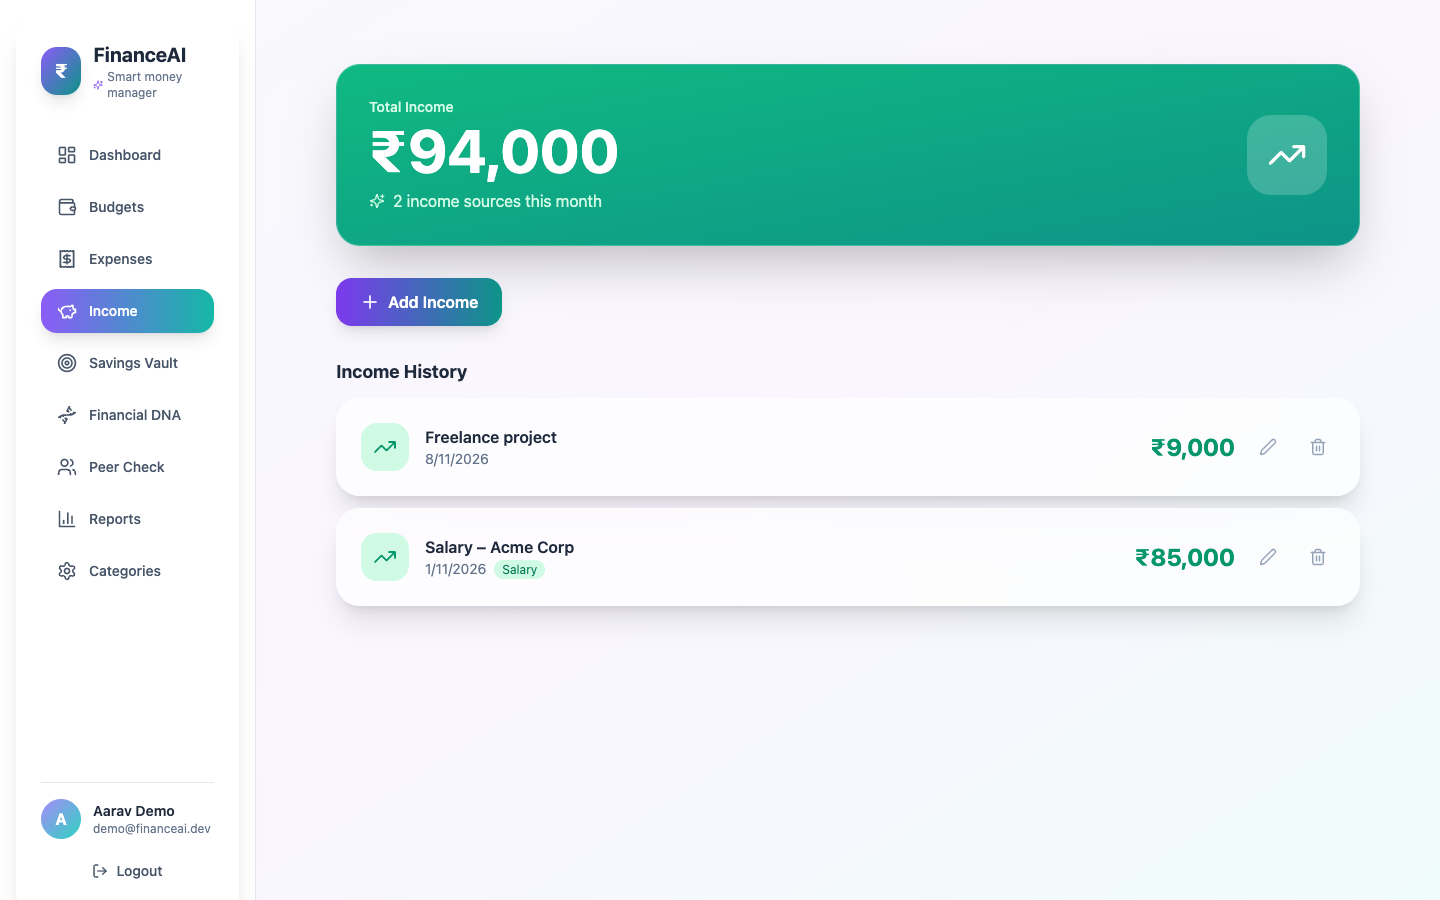 ₹
FinanceAI
Smart money
manager
Dashboard
Budgets
Expenses
Income
Savings Vault
Financial DNA
Peer Check
Reports
Categories
A
Aarav Demo
demo@financeai.dev
Logout
Total Income
₹94,000
2 income sources this month
Add Income
Income History
Freelance project
8/11/2026
₹9,000
Salary – Acme Corp
1/11/2026 Salary
₹85,000